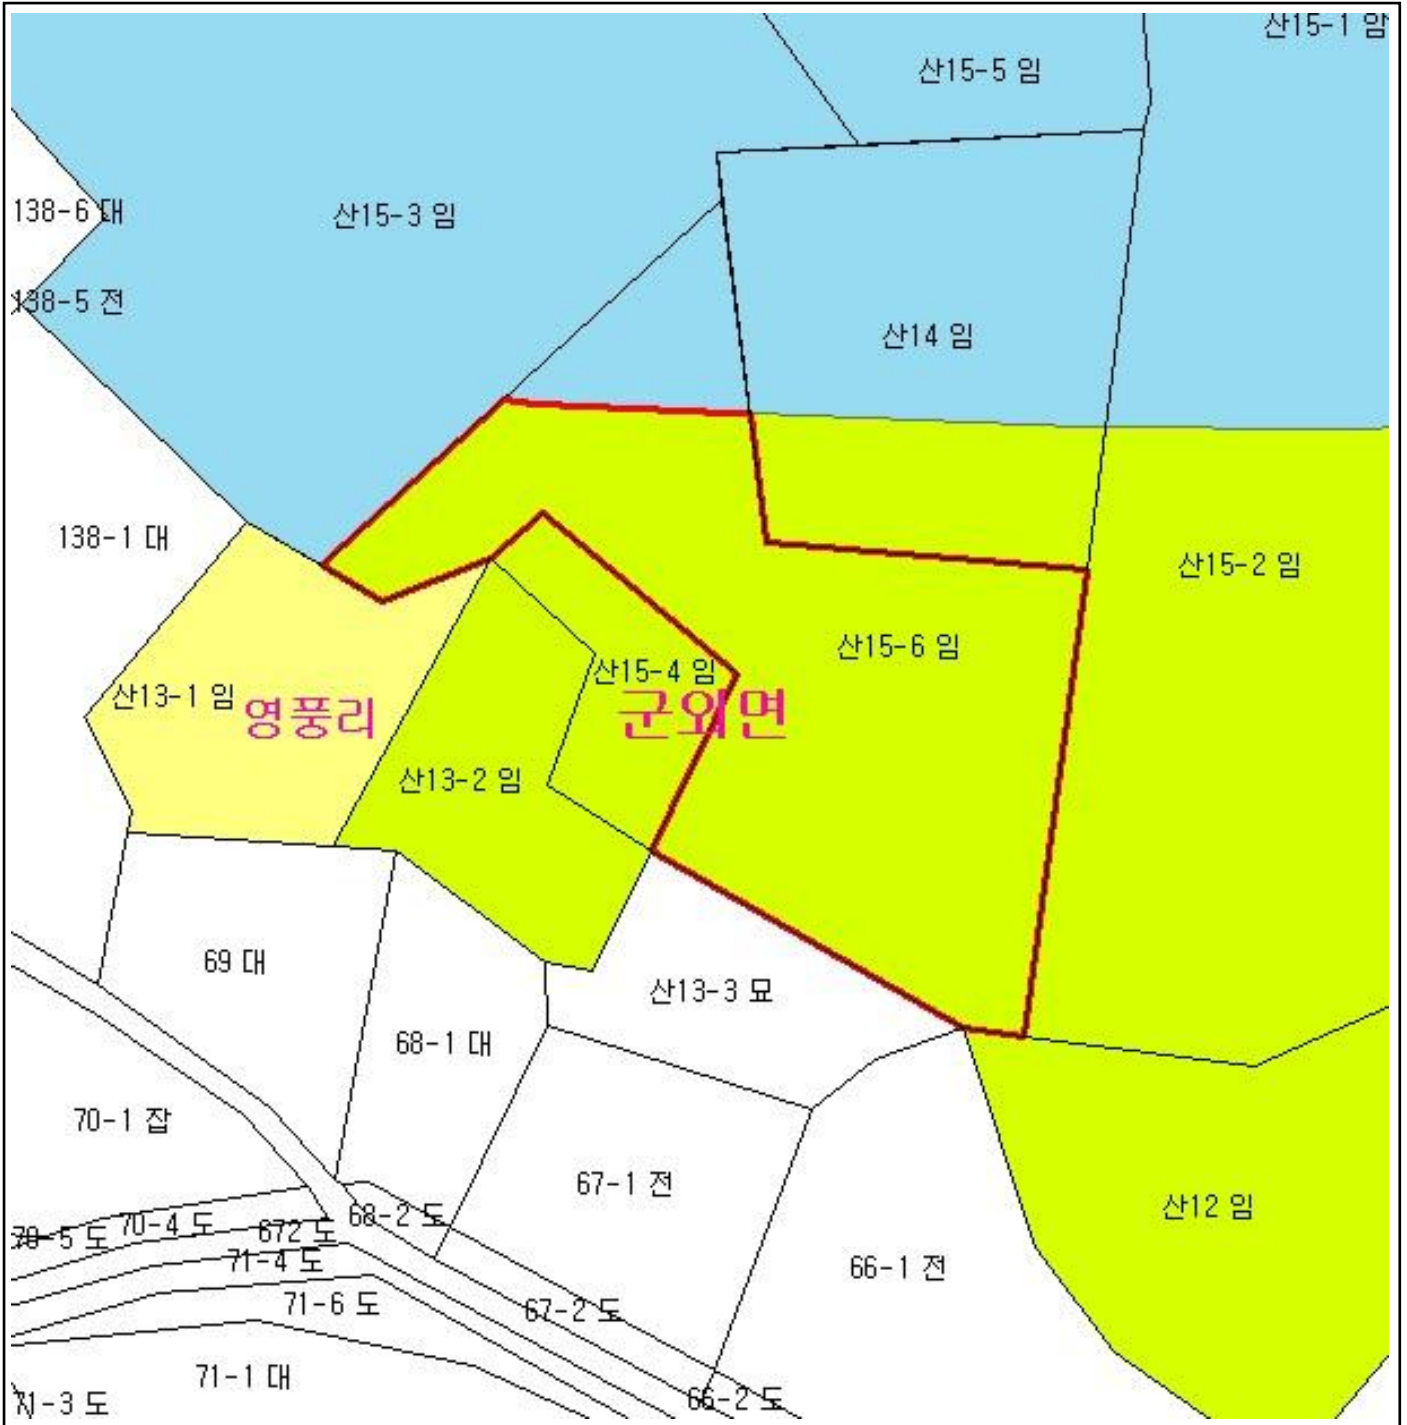 산15-1 임
산15-5 임
138-6 대
산15-3 임
138-5 전
산14 임
138-1 대
산15-2 임
산15-6 임
산15-4 임
산13-1 임
영풍리
군외면
산13-2 임
69 대
산13-3 묘
68-1 대
70-1 잡
67-1 전
산12 임
68-2 도
70-4 도
70-5 도
672 도
71-4 도
66-1 전
71-6 도
67-2 도
71-1 대
66-2 도
71-3 도